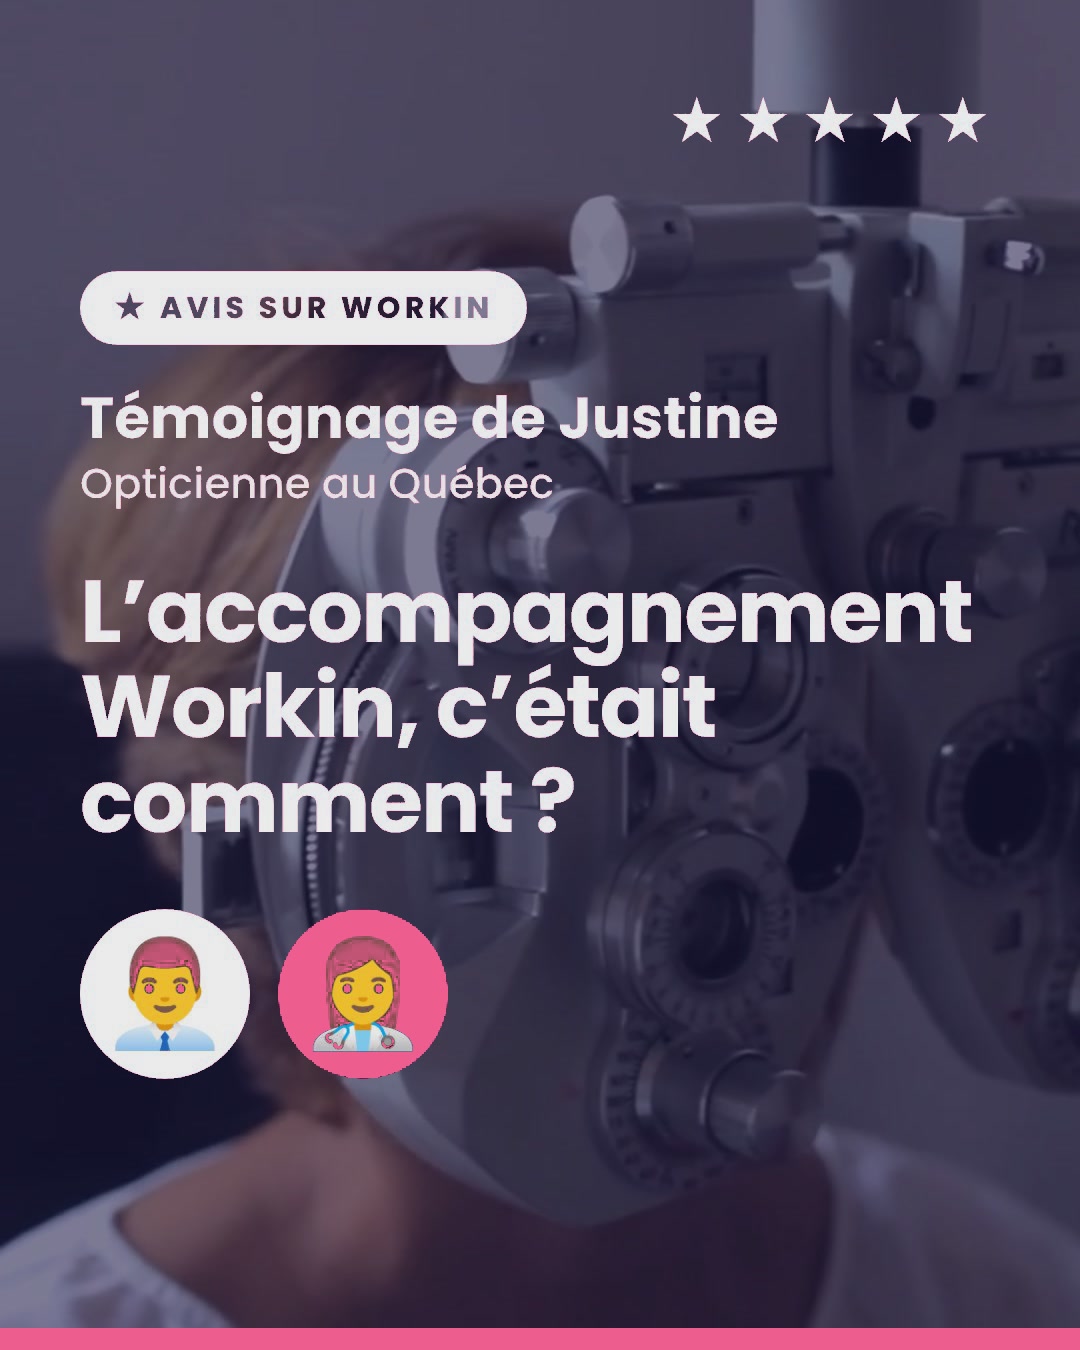 ★★★★★
★ AVIS SUR WORKIN
Témoignage de Justine
Opticienne au Québec
L’accompagnement
Workin, c’était
comment ?